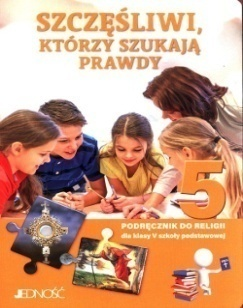 SZCZĘŚLIWI,
KTÓRZY SZUKAJĄ
PRAWDY
5
PODRĘCZNIK DO RELIGII
dla klasy V szkoły podstawowej
JEDNOŚĆ